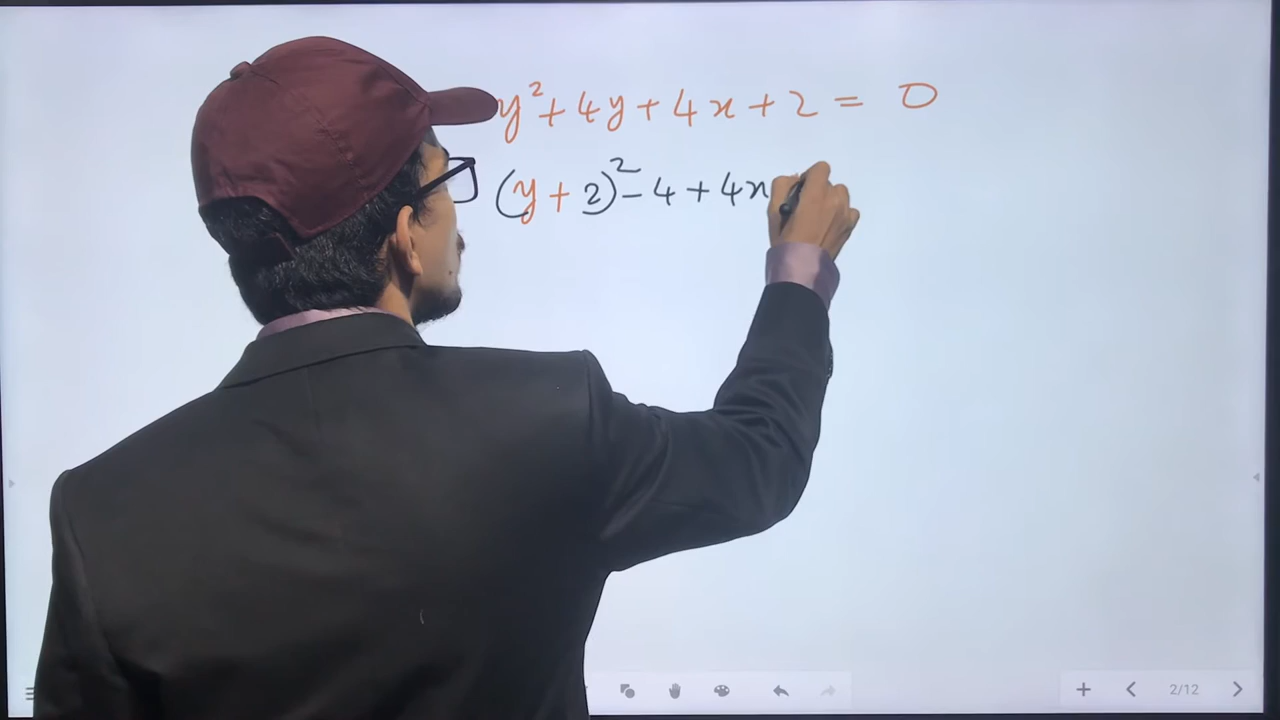 y² + 4y + 4x + 2 = 0
(y + 2)² - 4 + 4x
2/12